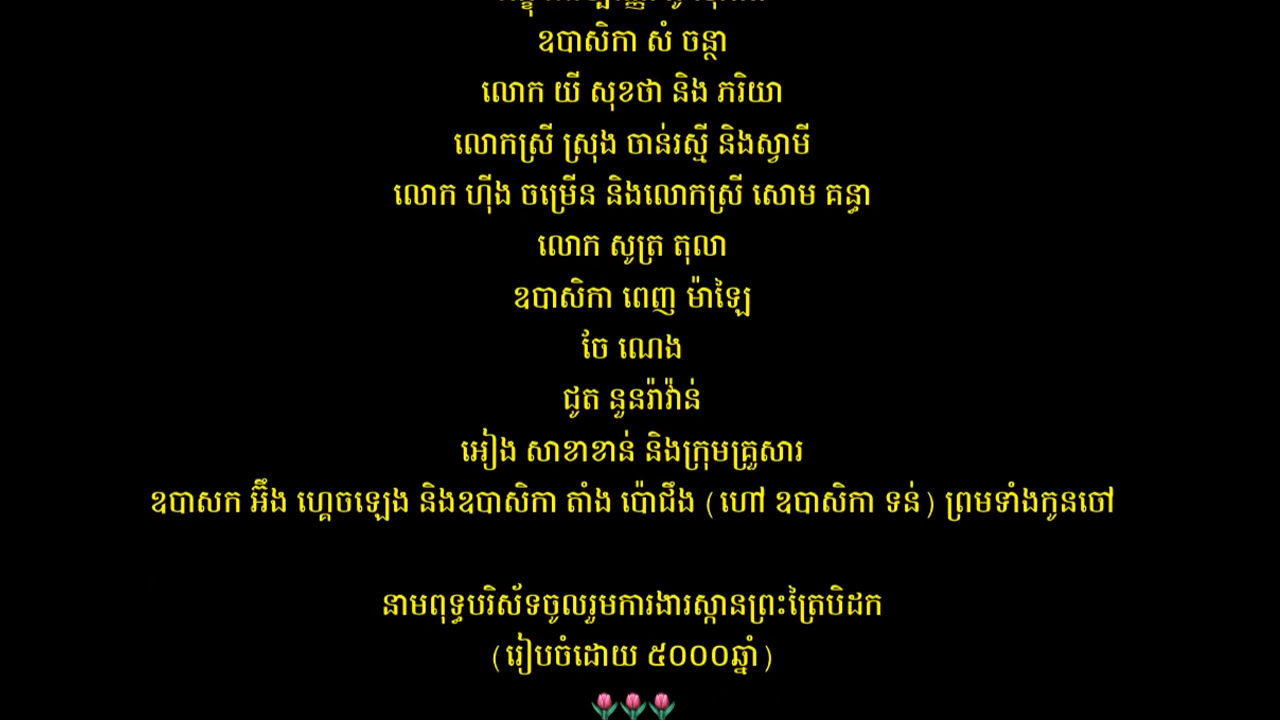 ឧបាសិកា សំ ចន្ថា
លោក យី សុខថា និង ភរិយា
លោកស្រី ស្រុង ចាន់រស្មី និងស្វាមី
លោក ហ៊ីង ចម្រើន និងលោកស្រី សោម គន្ធា
លោក សូត្រ តុលា
ឧបាសិកា ពេញ ម៉ាឡៃ
ចែ ណេង
ជូត នួនរ៉ាវ៉ាន់
អៀង សាខាខាន់ និងក្រុមគ្រួសារ
ឧបាសក អ៊ឹង ហ្គេចឡេង និងឧបាសិកា តាំង ប៉ោជឹង (ហៅ ឧបាសិកា ទន់) ព្រមទាំងកូនចៅ
នាមពុទ្ធបរិស័ទចូលរួមការងារស្កានព្រះត្រៃបិដក
(រៀបចំដោយ ៥០០០ឆ្នាំ)